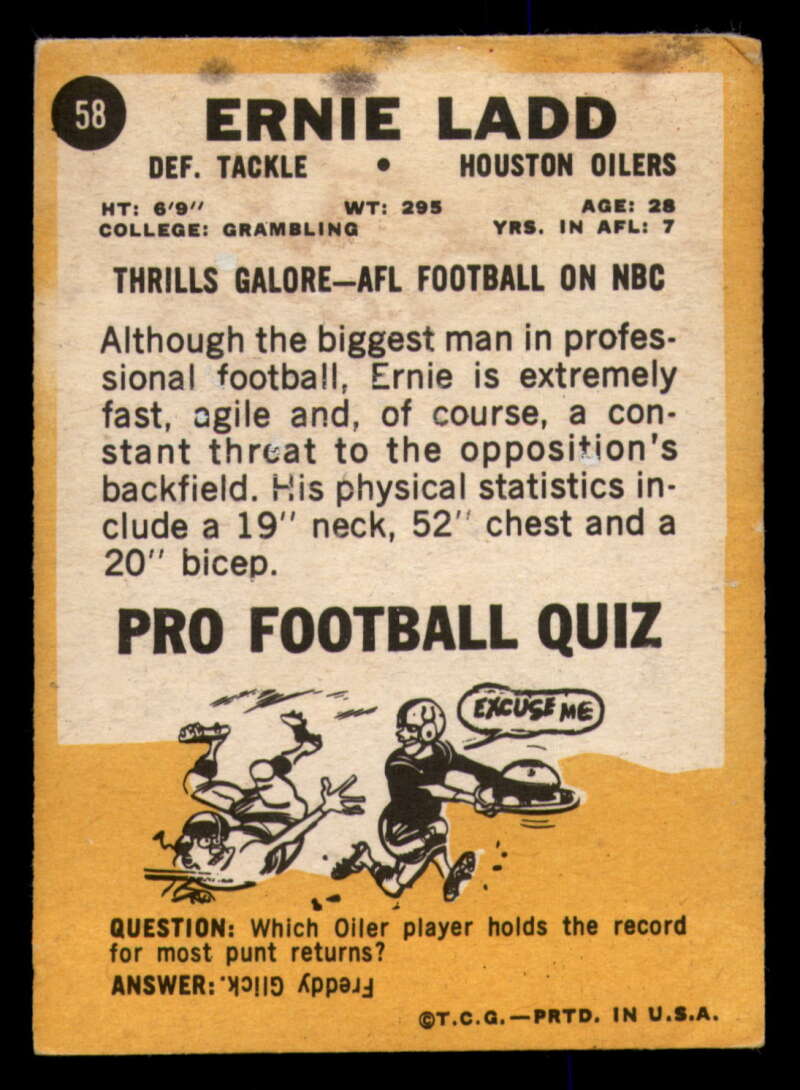 58
ERNIE LADD
DEF. TACKLE • HOUSTON OILERS
HT: 6'9" WT: 295 AGE: 28
COLLEGE: GRAMBLING YRS. IN AFL: 7
THRILLS GALORE—AFL FOOTBALL ON NBC
Although the biggest man in profes-
sional football, Ernie is extremely
fast, agile and, of course, a con-
stant threat to the opposition's
backfield. His physical statistics in-
clude a 19" neck, 52" chest and a
20" bicep.
PRO FOOTBALL QUIZ
EXCUSE ME
QUESTION: Which Oiler player holds the record
for most punt returns?
ANSWER: Freddy Glick.
©T.C.G.—PRTD. IN U.S.A.